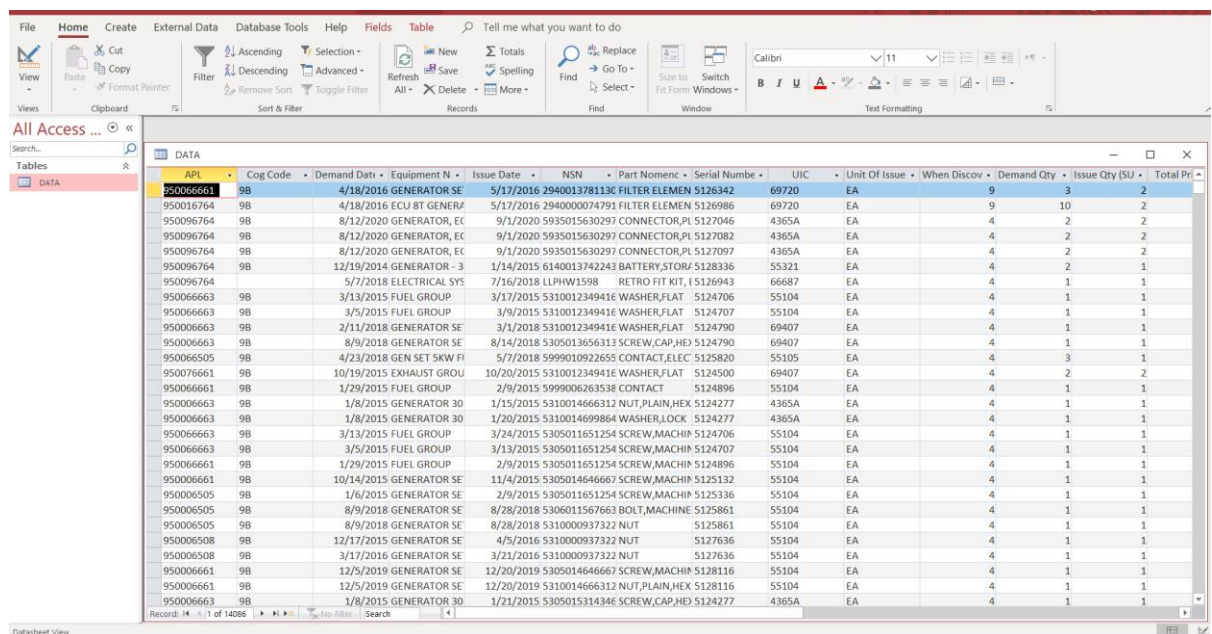 File Home Create External Data Database Tools Help Fields Table Tell me what you want to do
View Paste Cut Copy Format Painter Filter Ascending Descending Remove Sort Selection Advanced Toggle Filter Refresh All New Save Delete Totals Spelling More Find Replace Go To Select Size to Fit Form Switch Windows Calibri 11 B I U A
Views Clipboard Sort & Filter Records Find Window Text Formatting
All Access ...
Search...
Tables
DATA
DATA
APL Cog Code Demand Date Equipment N Issue Date NSN Part Nomenc Serial Numbe UIC Unit Of Issue When Discov Demand Qty Issue Qty (SU Total Pri
950066661 9B 4/18/2016 GENERATOR SE 5/17/2016 294001378113 FILTER ELEMEN 5126342 69720 EA 9 3 2
950016764 9B 4/18/2016 ECU 8T GENERA 5/17/2016 2940000074791 FILTER ELEMEN 5126986 69720 EA 9 10 2
950096764 9B 8/12/2020 GENERATOR, EC 9/1/2020 5935015630297 CONNECTOR,PL 5127046 4365A EA 4 2 2
950096764 9B 8/12/2020 GENERATOR, EC 9/1/2020 5935015630297 CONNECTOR,PL 5127082 4365A EA 4 2 2
950096764 9B 8/12/2020 GENERATOR, EC 9/1/2020 5935015630297 CONNECTOR,PL 5127097 4365A EA 4 2 2
950096764 9B 12/19/2014 GENERATOR - 3 1/14/2015 6140013742243 BATTERY,STORA 5128336 55321 EA 4 2 1
950096764 5/7/2018 ELECTRICAL SYS 7/16/2018 LLPHW1598 RETRO FIT KIT, 5126943 66687 EA 4 1 1
950066663 9B 3/13/2015 FUEL GROUP 3/17/2015 5310012349416 WASHER,FLAT 5124706 55104 EA 4 1 1
950066663 9B 3/5/2015 FUEL GROUP 3/9/2015 5310012349416 WASHER,FLAT 5124707 55104 EA 4 1 1
950006663 9B 2/11/2018 GENERATOR SE 3/1/2018 5310012349416 WASHER,FLAT 5124790 69407 EA 4 1 1
950006663 9B 8/9/2018 GENERATOR SE 8/14/2018 5305013656313 SCREW,CAP,HEX 5124790 69407 EA 4 1 1
950066505 9B 4/23/2018 GEN SET 5KW FI 5/7/2018 5999010922655 CONTACT,ELEC 5125820 55105 EA 4 3 1
950076661 9B 10/19/2015 EXHAUST GROU 10/20/2015 5310012349416 WASHER,FLAT 5124500 69407 EA 4 2 2
950066661 9B 1/29/2015 FUEL GROUP 2/9/2015 5999006263538 CONTACT 5124896 55104 EA 4 1 1
950006663 9B 1/8/2015 GENERATOR 30 1/15/2015 5310014666312 NUT,PLAIN,HEX 5124277 4365A EA 4 1 1
950006663 9B 1/8/2015 GENERATOR 30 1/20/2015 5310014699864 WASHER,LOCK 5124277 4365A EA 4 1 1
950066663 9B 3/13/2015 FUEL GROUP 3/24/2015 5305011651254 SCREW,MACHIN 5124706 55104 EA 4 1 1
950066663 9B 3/5/2015 FUEL GROUP 3/13/2015 5305011651254 SCREW,MACHIN 5124707 55104 EA 4 1 1
950066661 9B 1/29/2015 FUEL GROUP 2/9/2015 5305011651254 SCREW,MACHIN 5124896 55104 EA 4 1 1
950006661 9B 10/14/2015 GENERATOR SE 11/4/2015 5305014646667 SCREW,MACHIN 5125132 55104 EA 4 1 1
950006505 9B 1/6/2015 GENERATOR SE 2/9/2015 5305011651254 SCREW,MACHIN 5125336 55104 EA 4 1 1
950006505 9B 8/9/2018 GENERATOR SE 8/28/2018 5306011567663 BOLT,MACHINE 5125861 55104 EA 4 1 1
950006505 9B 8/9/2018 GENERATOR SE 8/28/2018 5310000937322 NUT 5125861 55104 EA 4 1 1
950006508 9B 12/17/2015 GENERATOR SE 4/5/2016 5310000937322 NUT 5127636 55104 EA 4 1 1
950006508 9B 3/17/2016 GENERATOR SE 3/21/2016 5310000937322 NUT 5127636 55104 EA 4 1 1
950006661 9B 12/5/2019 GENERATOR SE 12/20/2019 5305014646667 SCREW,MACHIN 5128116 55104 EA 4 1 1
950006661 9B 12/5/2019 GENERATOR SE 12/20/2019 5310014666312 NUT,PLAIN,HEX 5128116 55104 EA 4 1 1
950006663 9B 1/8/2015 GENERATOR 30 1/21/2015 5305015314346 SCREW,CAP,HEX 5124277 4365A EA 4 1 1
Record: 1 of 14086 No Filter Search
Datasheet View